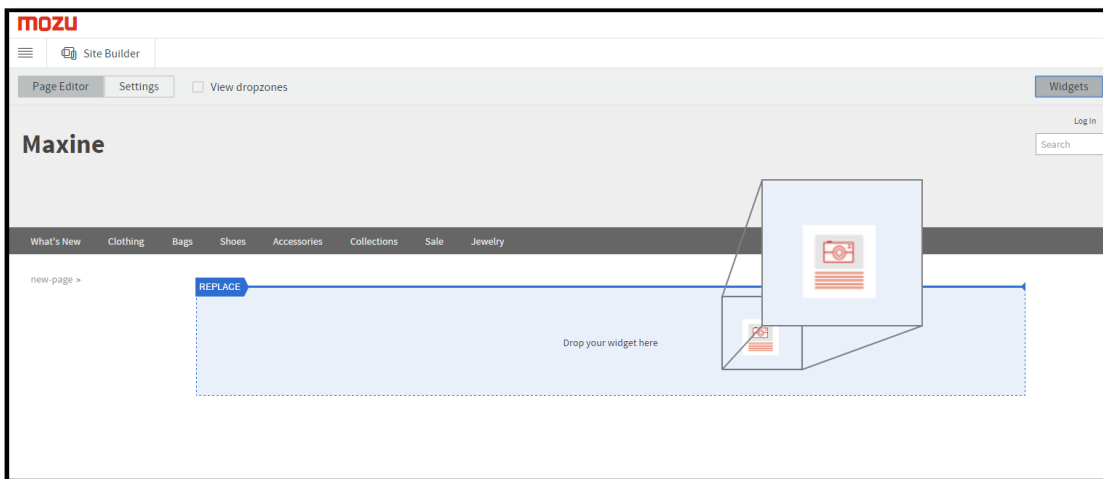 mozu
Site Builder
Page Editor Settings View dropzones Widgets
Log In
Maxine
Search
What's New Clothing Bags Shoes Accessories Collections Sale Jewelry
new-page >
REPLACE
Drop your widget here